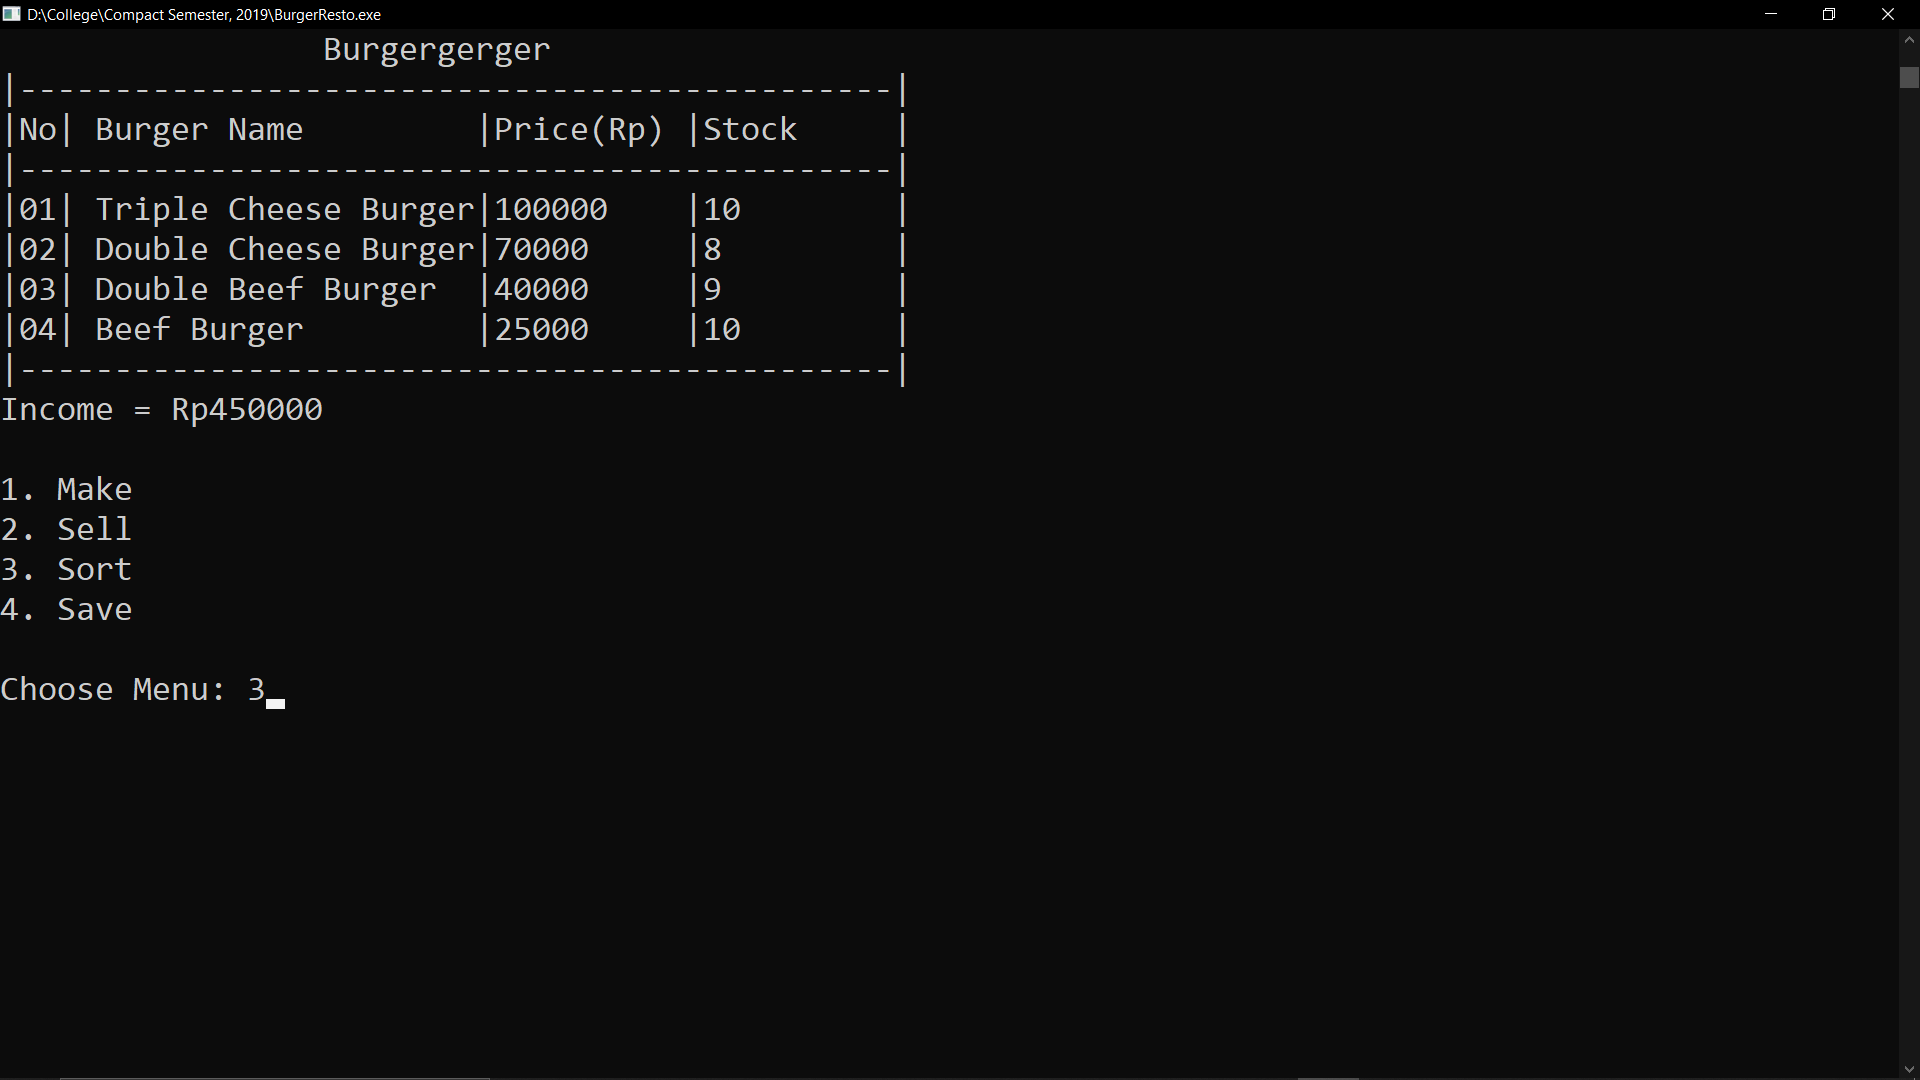 D:\College\Compact Semester, 2019\BurgerResto.exe
Burgergerger
|----------------------------------------------|
|No| Burger Name         |Price(Rp) |Stock     |
|----------------------------------------------|
|01| Triple Cheese Burger|100000    |10        |
|02| Double Cheese Burger|70000     |8         |
|03| Double Beef Burger  |40000     |9         |
|04| Beef Burger         |25000     |10        |
|----------------------------------------------|
Income = Rp450000
1. Make
2. Sell
3. Sort
4. Save
Choose Menu: 3_